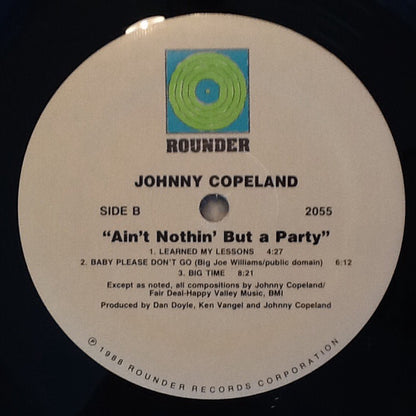 ROUNDER
JOHNNY COPELAND
SIDE B 2055
“Ain't Nothin' But a Party”
1. LEARNED MY LESSONS 4:27
2. BABY PLEASE DON'T GO (Big Joe Williams/public domain) 6:12
3. BIG TIME 8:21
Except as noted, all compositions by Johnny Copeland/
Fair Deal-Happy Valley Music, BMI
Produced by Dan Doyle, Ken Vangel and Johnny Copeland
℗ 1988 ROUNDER RECORDS CORPORATION